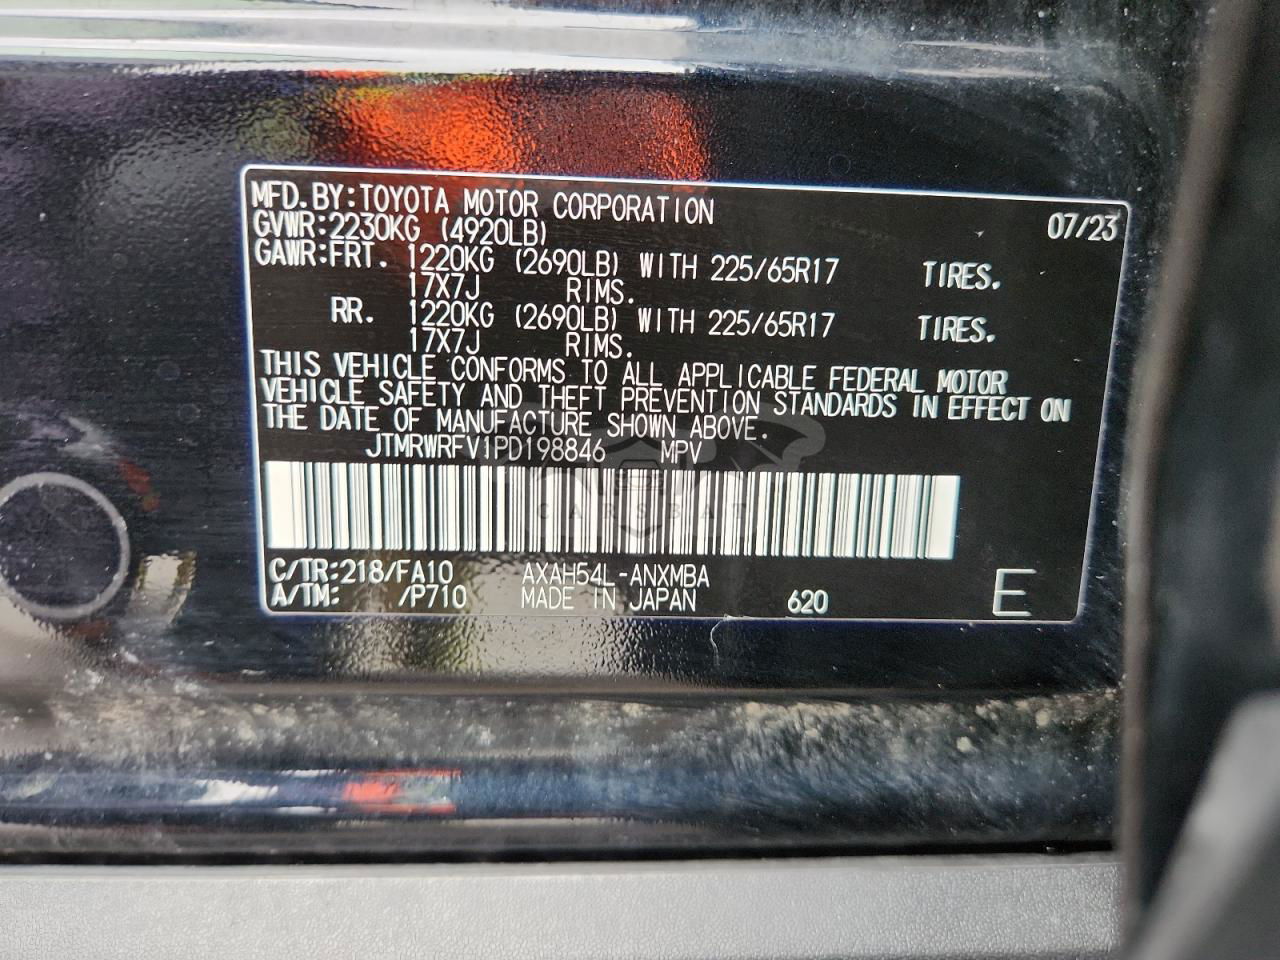 MFD.BY:TOYOTA MOTOR CORPORATION 07/23
GVWR:2230KG (4920LB)
GAWR:FRT. 1220KG (2690LB) WITH 225/65R17 TIRES.
17X7J RIMS.
RR. 1220KG (2690LB) WITH 225/65R17 TIRES.
17X7J RIMS.
THIS VEHICLE CONFORMS TO ALL APPLICABLE FEDERAL MOTOR
VEHICLE SAFETY AND THEFT PREVENTION STANDARDS IN EFFECT ON
THE DATE OF MANUFACTURE SHOWN ABOVE.
JTMRWRFV1PD198846 MPV
CARSBAT
C/TR:218/FA10 AXAH54L-ANXMBA
A/TM: /P710 MADE IN JAPAN 620 E